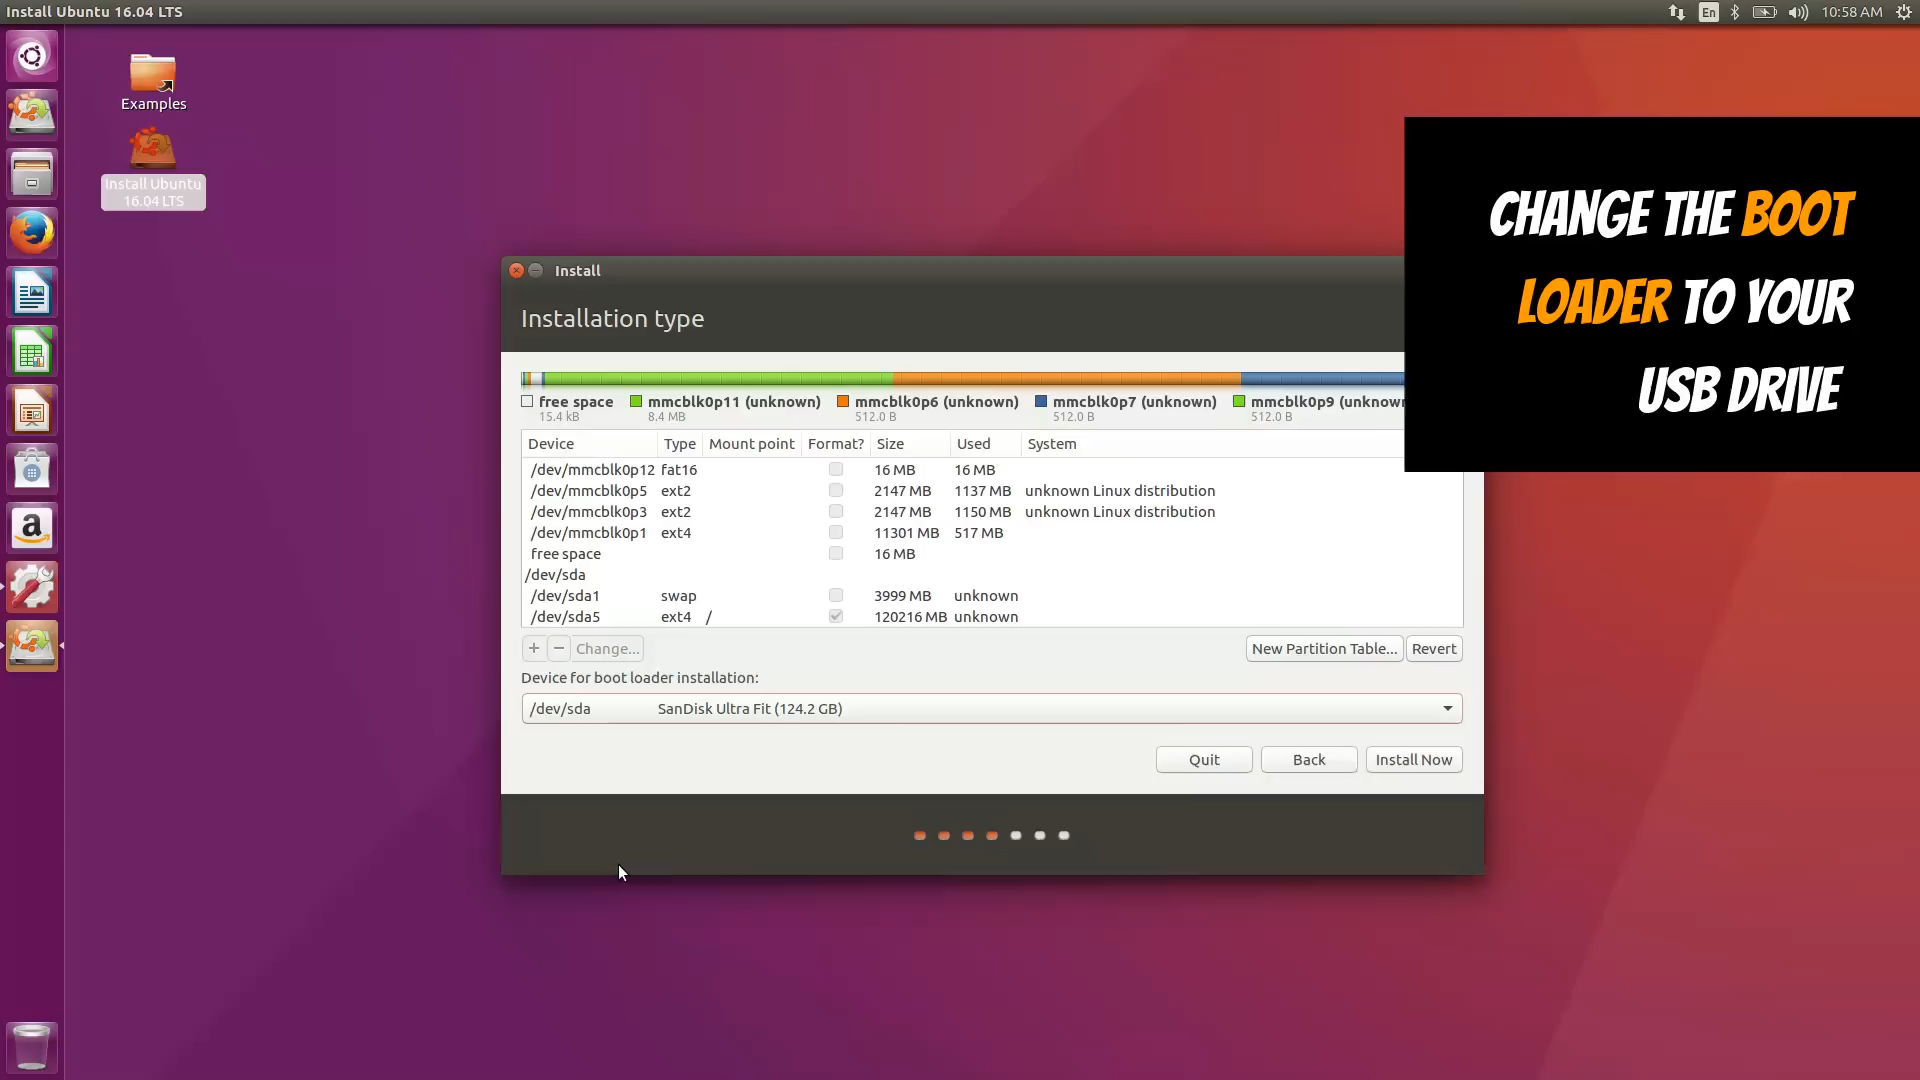 Install Ubuntu 16.04 LTS
En
10:58 AM
Examples
Install Ubuntu
16.04 LTS
CHANGE THE BOOT
LOADER TO YOUR
USB DRIVE
Install
Installation type
free space mmcblk0p11 (unknown) mmcblk0p6 (unknown) mmcblk0p7 (unknown) mmcblk0p9 (unknown
15.4 kB 8.4 MB 512.0 B 512.0 B 512.0 B
Device Type Mount point Format? Size Used System
/dev/mmcblk0p12 fat16 16 MB 16 MB
/dev/mmcblk0p5 ext2 2147 MB 1137 MB unknown Linux distribution
/dev/mmcblk0p3 ext2 2147 MB 1150 MB unknown Linux distribution
/dev/mmcblk0p1 ext4 11301 MB 517 MB
free space 16 MB
/dev/sda
/dev/sda1 swap 3999 MB unknown
/dev/sda5 ext4 / 120216 MB unknown
+ − Change... New Partition Table... Revert
Device for boot loader installation:
/dev/sda SanDisk Ultra Fit (124.2 GB)
Quit Back Install Now